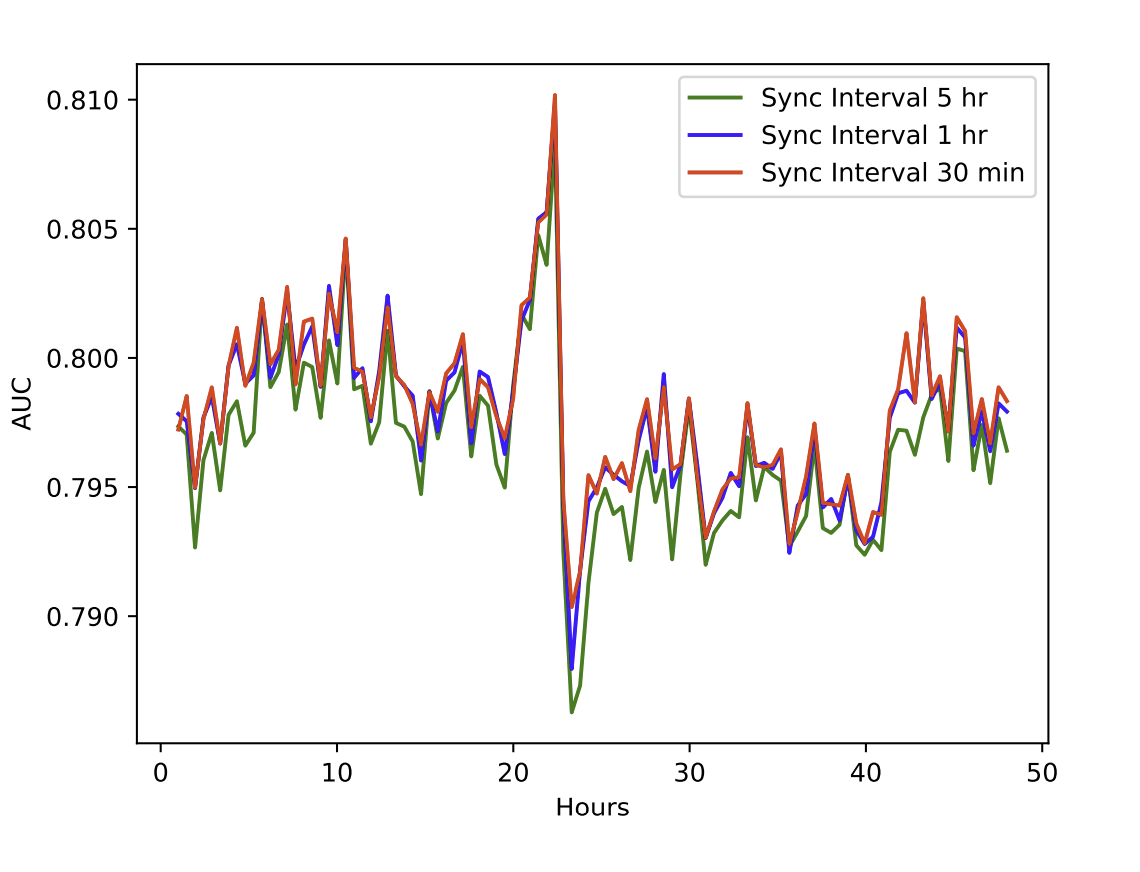 0.810
0.805
0.800
0.795
0.790
AUC
0 10 20 30 40 50
Hours
Sync Interval 5 hr
Sync Interval 1 hr
Sync Interval 30 min